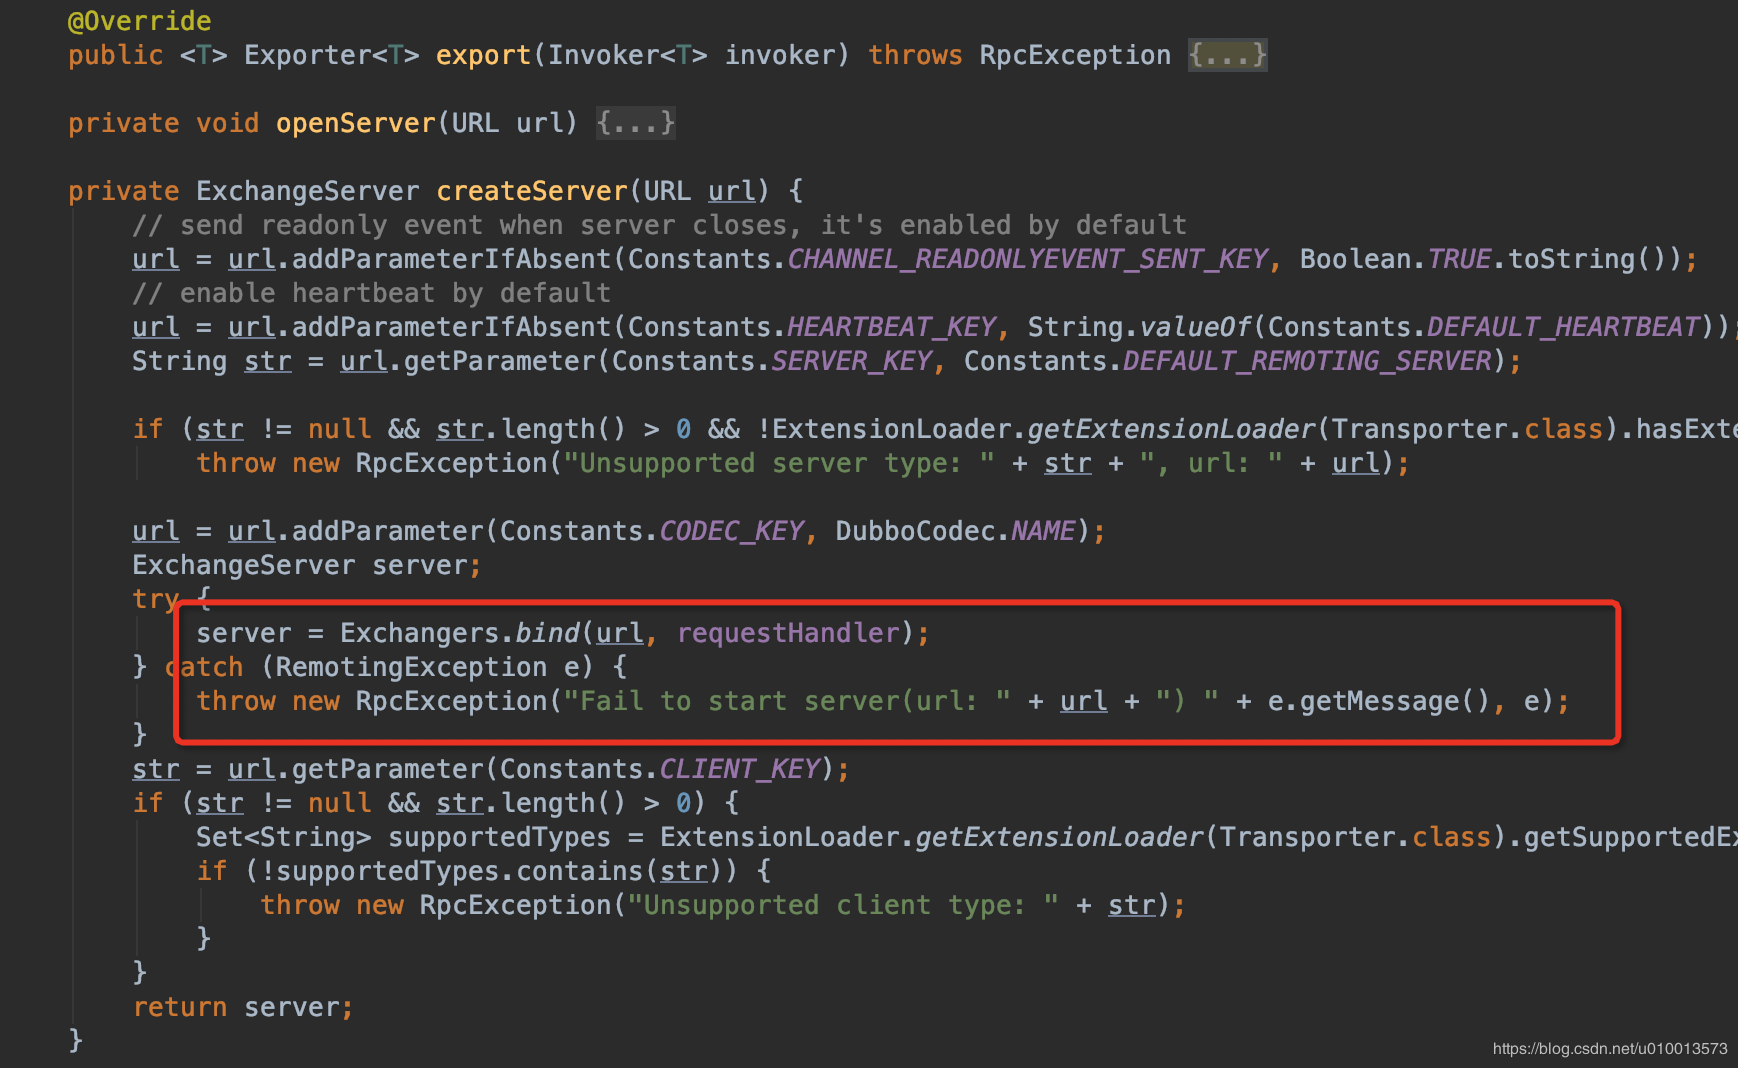 @Override
public <T> Exporter<T> export(Invoker<T> invoker) throws RpcException {...}
private void openServer(URL url) {...}
private ExchangeServer createServer(URL url) {
// send readonly event when server closes, it's enabled by default
url = url.addParameterIfAbsent(Constants.CHANNEL_READONLYEVENT_SENT_KEY, Boolean.TRUE.toString());
// enable heartbeat by default
url = url.addParameterIfAbsent(Constants.HEARTBEAT_KEY, String.valueOf(Constants.DEFAULT_HEARTBEAT));
String str = url.getParameter(Constants.SERVER_KEY, Constants.DEFAULT_REMOTING_SERVER);
if (str != null && str.length() > 0 && !ExtensionLoader.getExtensionLoader(Transporter.class).hasExte
throw new RpcException("Unsupported server type: " + str + ", url: " + url);
url = url.addParameter(Constants.CODEC_KEY, DubboCodec.NAME);
ExchangeServer server;
try {
server = Exchangers.bind(url, requestHandler);
} catch (RemotingException e) {
throw new RpcException("Fail to start server(url: " + url + ") " + e.getMessage(), e);
}
str = url.getParameter(Constants.CLIENT_KEY);
if (str != null && str.length() > 0) {
Set<String> supportedTypes = ExtensionLoader.getExtensionLoader(Transporter.class).getSupportedEx
if (!supportedTypes.contains(str)) {
throw new RpcException("Unsupported client type: " + str);
}
}
return server;
}
https://blog.csdn.net/u010013573